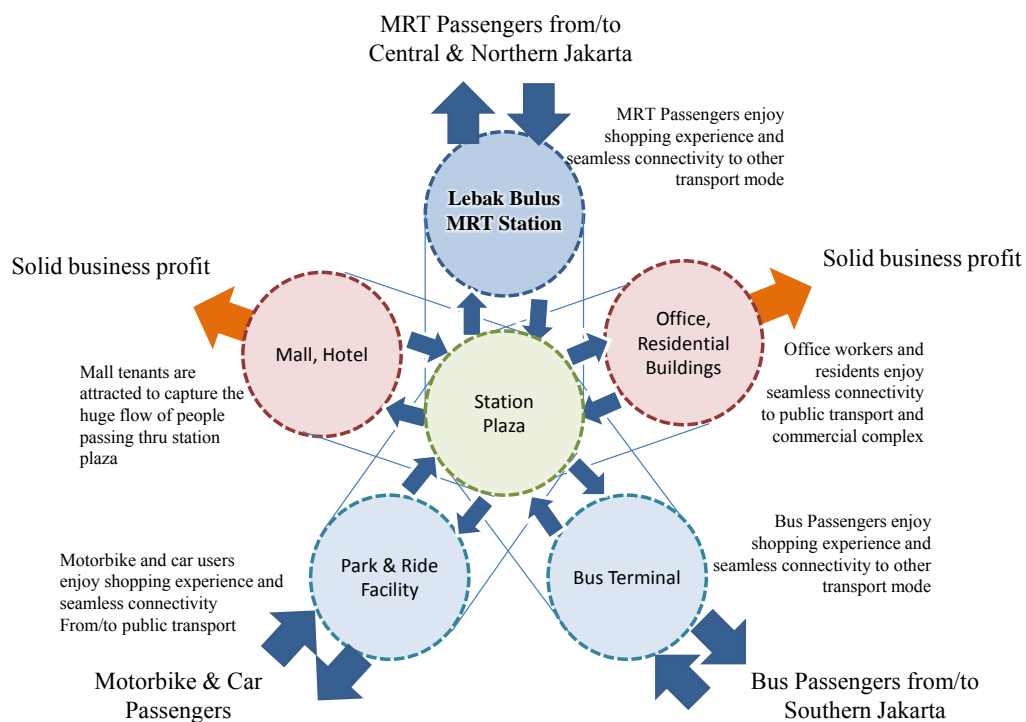 MRT Passengers from/to
Central & Northern Jakarta
MRT Passengers enjoy
shopping experience and
seamless connectivity to other
transport mode
Lebak Bulus
MRT Station
Solid business profit
Solid business profit
Mall, Hotel
Office,
Residential
Buildings
Mall tenants are
attracted to capture the
huge flow of people
passing thru station
plaza
Station
Plaza
Office workers and
residents enjoy
seamless connectivity
to public transport and
commercial complex
Motorbike and car users
enjoy shopping experience and
seamless connectivity
From/to public transport
Park & Ride
Facility
Bus Terminal
Bus Passengers enjoy
shopping experience and
seamless connectivity to other
transport mode
Motorbike & Car
Passengers
Bus Passengers from/to
Southern Jakarta